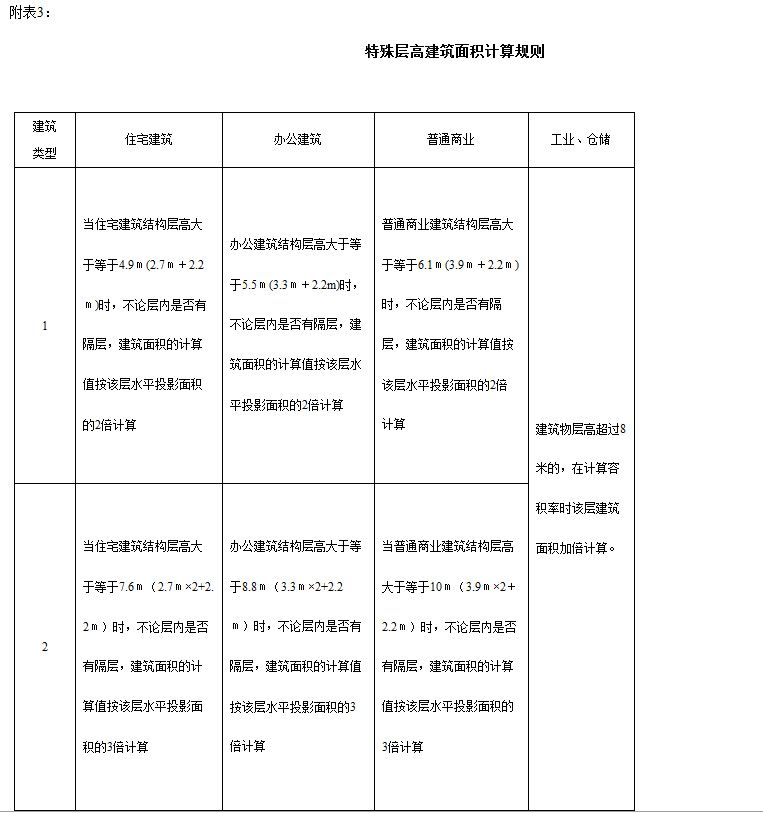 附表3：
特殊层高建筑面积计算规则
建筑
类型
住宅建筑
办公建筑
普通商业
工业、仓储
1
当住宅建筑结构层高大
于等于4.9m(2.7m＋2.2
m)时，不论层内是否有
隔层，建筑面积的计算
值按该层水平投影面积
的2倍计算
办公建筑结构层高大于等
于5.5m(3.3m＋2.2m)时，
不论层内是否有隔层，建
筑面积的计算值按该层水
平投影面积的2倍计算
普通商业建筑结构层高大
于等于6.1m(3.9m＋2.2m)
时，不论层内是否有隔
层，建筑面积的计算值按
该层水平投影面积的2倍
计算
建筑物层高超过8
米的，在计算容
积率时该层建筑
面积加倍计算。
2
当住宅建筑结构层高大
于等于7.6m（2.7m×2+2.
2m）时，不论层内是否
有隔层，建筑面积的计
算值按该层水平投影面
积的3倍计算
办公建筑结构层高大于等
于8.8m（3.3m×2+2.2
m）时，不论层内是否有
隔层，建筑面积的计算值
按该层水平投影面积的3
倍计算
当普通商业建筑结构层高
大于等于10m（3.9m×2＋
2.2m）时，不论层内是否
有隔层，建筑面积的计算
值按该层水平投影面积的
3倍计算